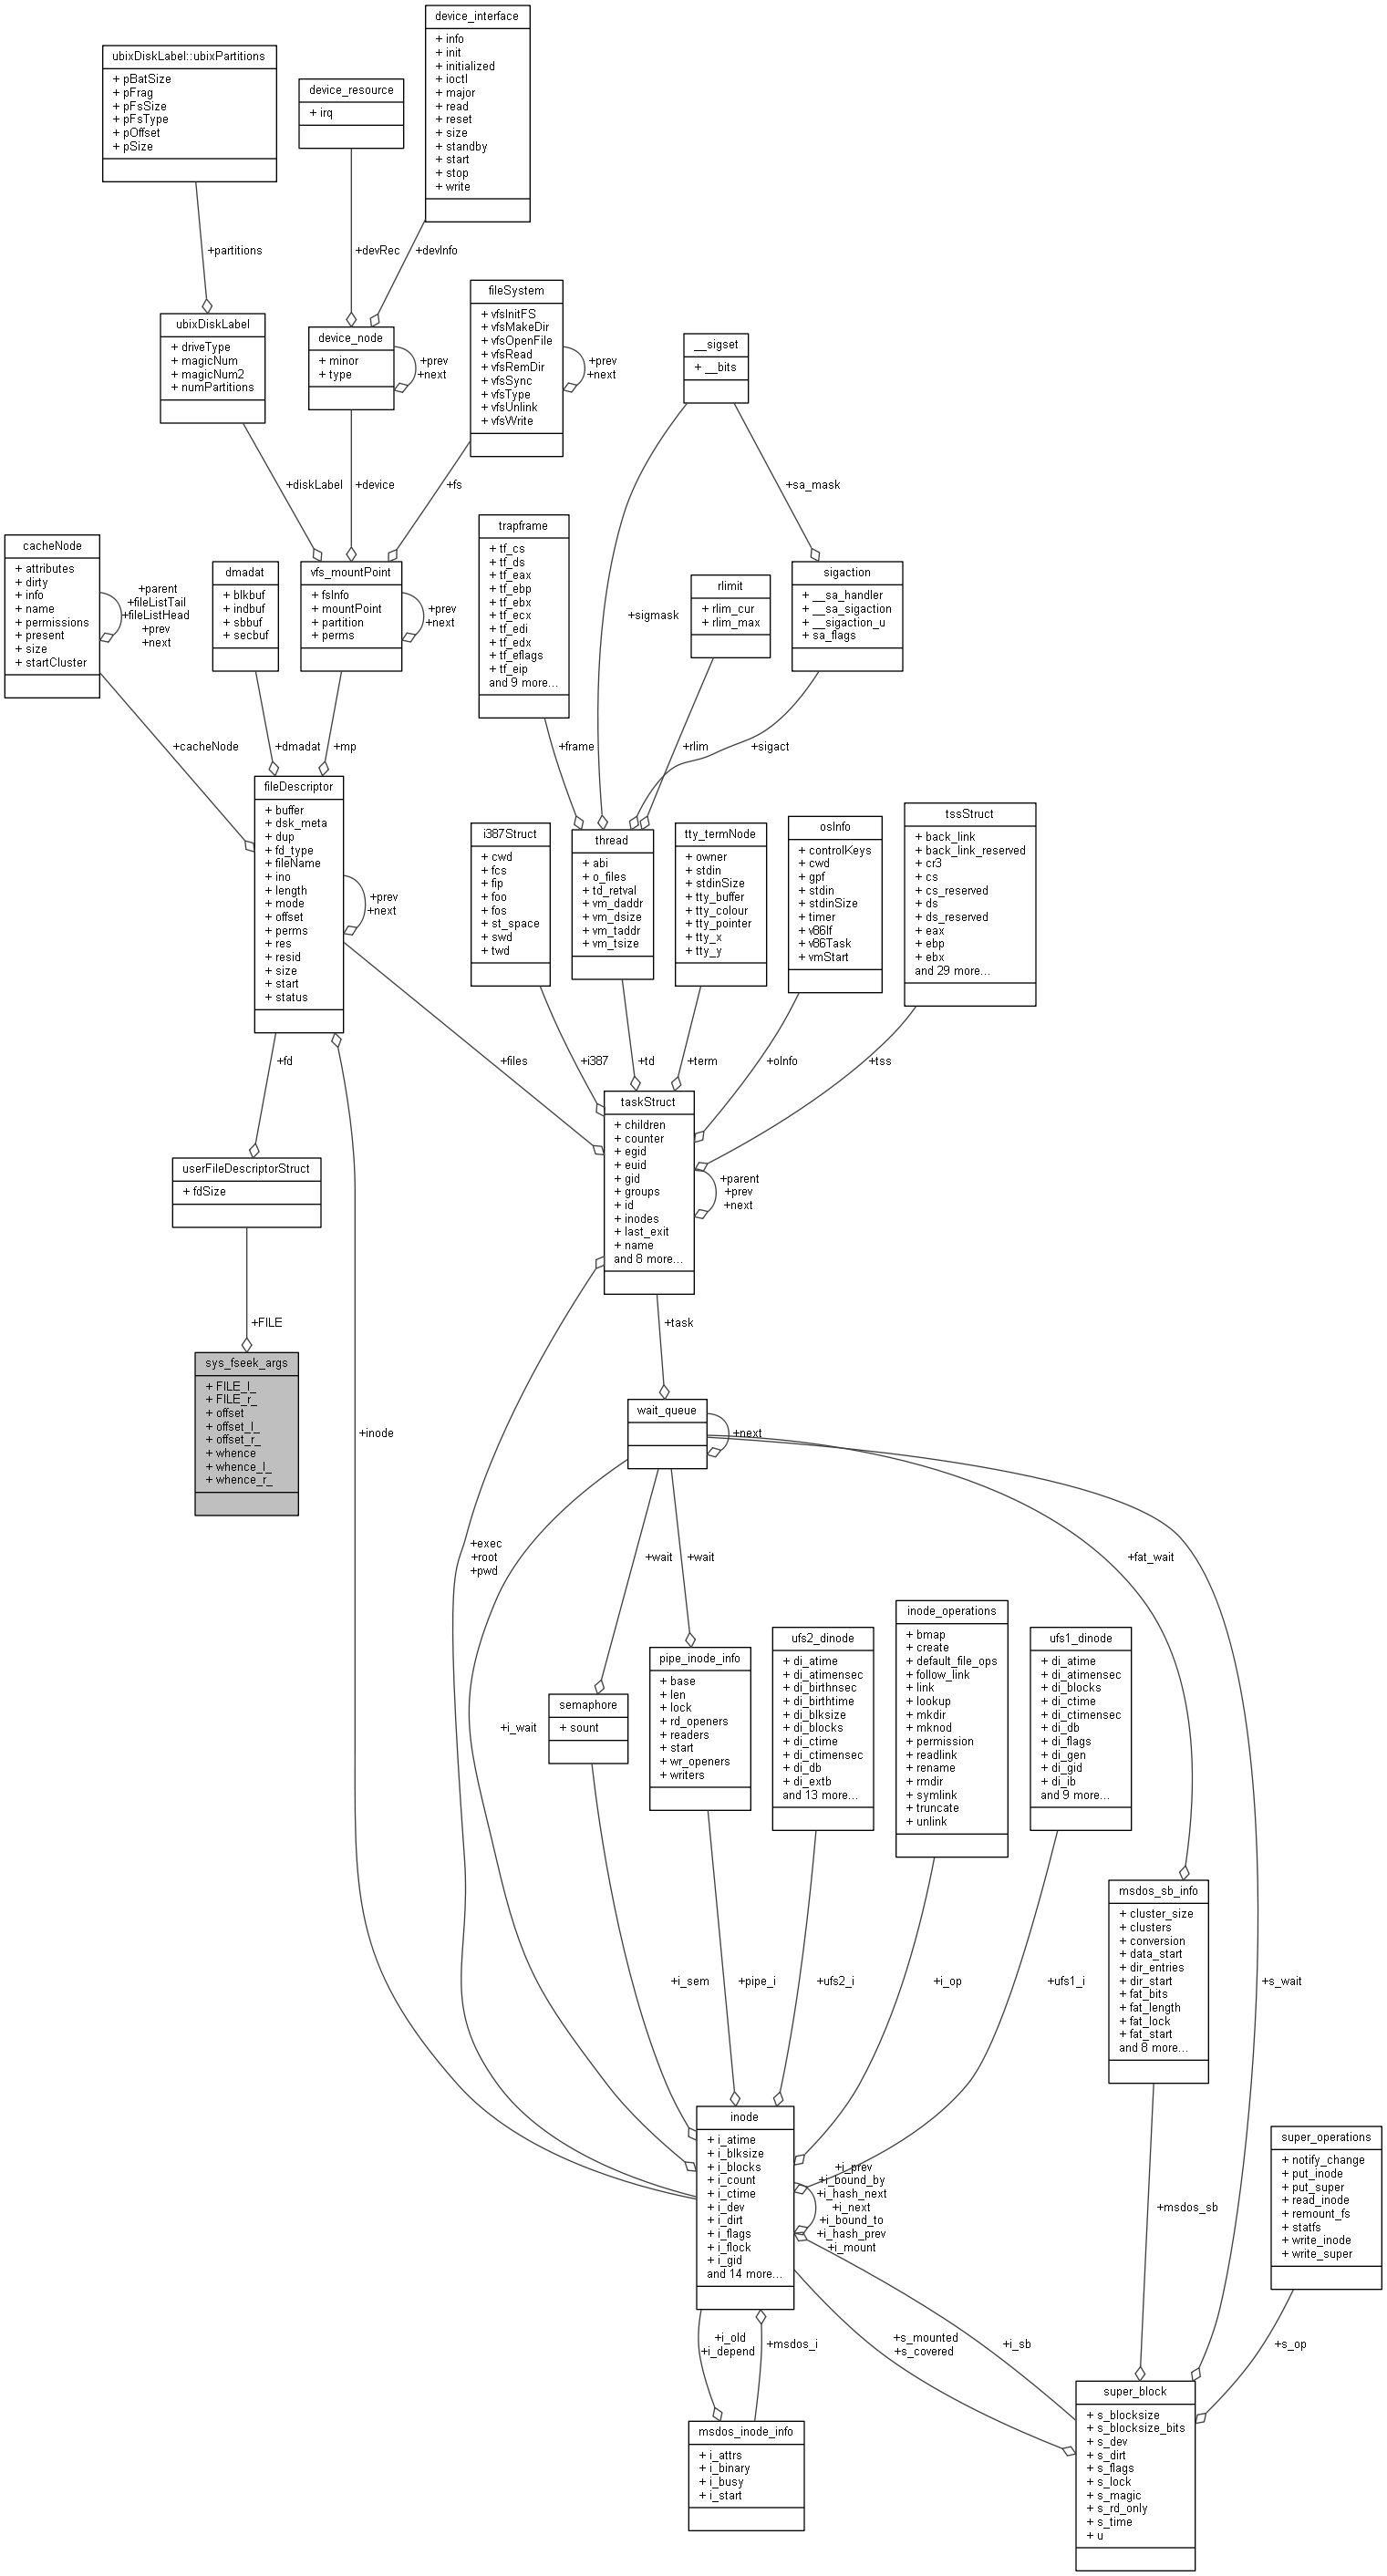 device_interface
+ info
+ init
+ initialized
+ ioctl
+ major
+ read
+ reset
+ size
+ standby
+ start
+ stop
+ write
ubixDiskLabel::ubixPartitions
+ pBatSize
+ pFrag
+ pFsSize
+ pFsType
+ pOffset
+ pSize
device_resource
+ irq
+partitions
+devRec
+devInfo
fileSystem
+ vfsInitFS
+ vfsMakeDir
+ vfsOpenFile
+ vfsRead
+ vfsRemDir
+ vfsSync
+ vfsType
+ vfsUnlink
+ vfsWrite
+prev
+next
ubixDiskLabel
+ driveType
+ magicNum
+ magicNum2
+ numPartitions
device_node
+ minor
+ type
+prev
+next
__sigset
+ __bits
+diskLabel
+device
+fs
+sa_mask
cacheNode
+ attributes
+ dirty
+ info
+ name
+ permissions
+ present
+ size
+ startCluster
+parent
+fileListTail
+fileListHead
+prev
+next
dmadat
+ blkbuf
+ indbuf
+ sbbuf
+ secbuf
vfs_mountPoint
+ fsInfo
+ mountPoint
+ partition
+ perms
+prev
+next
trapframe
+ tf_cs
+ tf_ds
+ tf_eax
+ tf_ebp
+ tf_ebx
+ tf_ecx
+ tf_edi
+ tf_edx
+ tf_eflags
+ tf_eip
and 9 more...
+sigmask
rlimit
+ rlim_cur
+ rlim_max
sigaction
+ __sa_handler
+ __sa_sigaction
+ __sigaction_u
+ sa_flags
+cacheNode
+dmadat
+mp
+frame
+rlim
+sigact
fileDescriptor
+ buffer
+ dsk_meta
+ dup
+ fd_type
+ fileName
+ ino
+ length
+ mode
+ offset
+ perms
+ res
+ resid
+ size
+ start
+ status
+prev
+next
i387Struct
+ cwd
+ fcs
+ fip
+ foo
+ fos
+ st_space
+ swd
+ twd
thread
+ abi
+ o_files
+ td_retval
+ vm_daddr
+ vm_dsize
+ vm_taddr
+ vm_tsize
tty_termNode
+ owner
+ stdin
+ stdinSize
+ tty_buffer
+ tty_colour
+ tty_pointer
+ tty_x
+ tty_y
osInfo
+ controlKeys
+ cwd
+ gpf
+ stdin
+ stdinSize
+ timer
+ v86If
+ v86Task
+ vmStart
tssStruct
+ back_link
+ back_link_reserved
+ cr3
+ cs
+ cs_reserved
+ ds
+ ds_reserved
+ eax
+ ebp
+ ebx
and 29 more...
+fd
+files
+i387
+td
+term
+oInfo
+tss
userFileDescriptorStruct
+ fdSize
taskStruct
+ children
+ counter
+ egid
+ euid
+ gid
+ groups
+ id
+ inodes
+ last_exit
+ name
and 8 more...
+parent
+prev
+next
+FILE
+task
sys_fseek_args
+ FILE_l_
+ FILE_r_
+ offset
+ offset_l_
+ offset_r_
+ whence
+ whence_l_
+ whence_r_
+inode
wait_queue
+next
+exec
+root
+pwd
+wait
+wait
+fat_wait
+i_wait
semaphore
+ sount
pipe_inode_info
+ base
+ len
+ lock
+ rd_openers
+ readers
+ start
+ wr_openers
+ writers
ufs2_dinode
+ di_atime
+ di_atimensec
+ di_birthnsec
+ di_birthtime
+ di_blksize
+ di_blocks
+ di_ctime
+ di_ctimensec
+ di_db
+ di_extb
and 13 more...
inode_operations
+ bmap
+ create
+ default_file_ops
+ follow_link
+ link
+ lookup
+ mkdir
+ mknod
+ permission
+ readlink
+ rename
+ rmdir
+ symlink
+ truncate
+ unlink
ufs1_dinode
+ di_atime
+ di_atimensec
+ di_blocks
+ di_ctime
+ di_ctimensec
+ di_db
+ di_flags
+ di_gen
+ di_gid
+ di_ib
and 9 more...
msdos_sb_info
+ cluster_size
+ clusters
+ conversion
+ data_start
+ dir_entries
+ dir_start
+ fat_bits
+ fat_length
+ fat_lock
+ fat_start
and 8 more...
+i_sem
+pipe_i
+ufs2_i
+i_op
+ufs1_i
+s_wait
inode
+ i_atime
+ i_blksize
+ i_blocks
+ i_count
+ i_ctime
+ i_dev
+ i_dirt
+ i_flags
+ i_flock
+ i_gid
and 14 more...
+i_prev
+i_bound_by
+i_hash_next
+i_next
+i_bound_to
+i_hash_prev
+i_mount
+msdos_sb
super_operations
+ notify_change
+ put_inode
+ put_super
+ read_inode
+ remount_fs
+ statfs
+ write_inode
+ write_super
+i_old
+i_depend
+msdos_i
+s_mounted
+s_covered
+i_sb
+s_op
msdos_inode_info
+ i_attrs
+ i_binary
+ i_busy
+ i_start
super_block
+ s_blocksize
+ s_blocksize_bits
+ s_dev
+ s_dirt
+ s_flags
+ s_lock
+ s_magic
+ s_rd_only
+ s_time
+ u